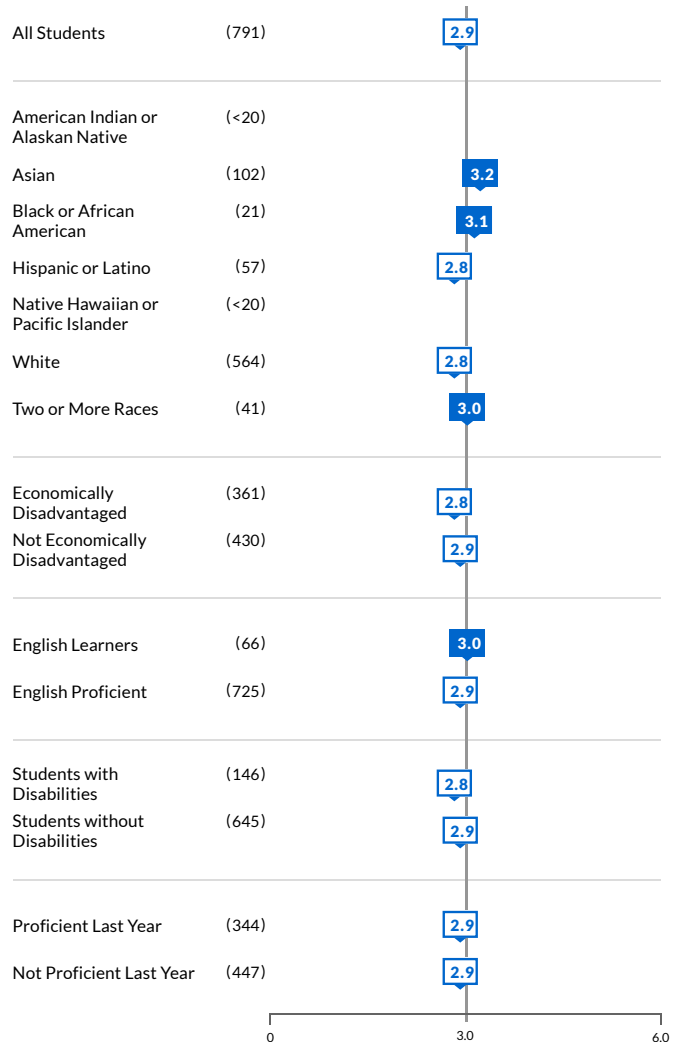 All Students (791) 2.9
American Indian or (<20)
Alaskan Native
Asian (102) 3.2
Black or African (21) 3.1
American
Hispanic or Latino (57) 2.8
Native Hawaiian or (<20)
Pacific Islander
White (564) 2.8
Two or More Races (41) 3.0
Economically (361) 2.8
Disadvantaged
Not Economically (430) 2.9
Disadvantaged
English Learners (66) 3.0
English Proficient (725) 2.9
Students with (146) 2.8
Disabilities
Students without (645) 2.9
Disabilities
Proficient Last Year (344) 2.9
Not Proficient Last Year (447) 2.9
0 3.0 6.0